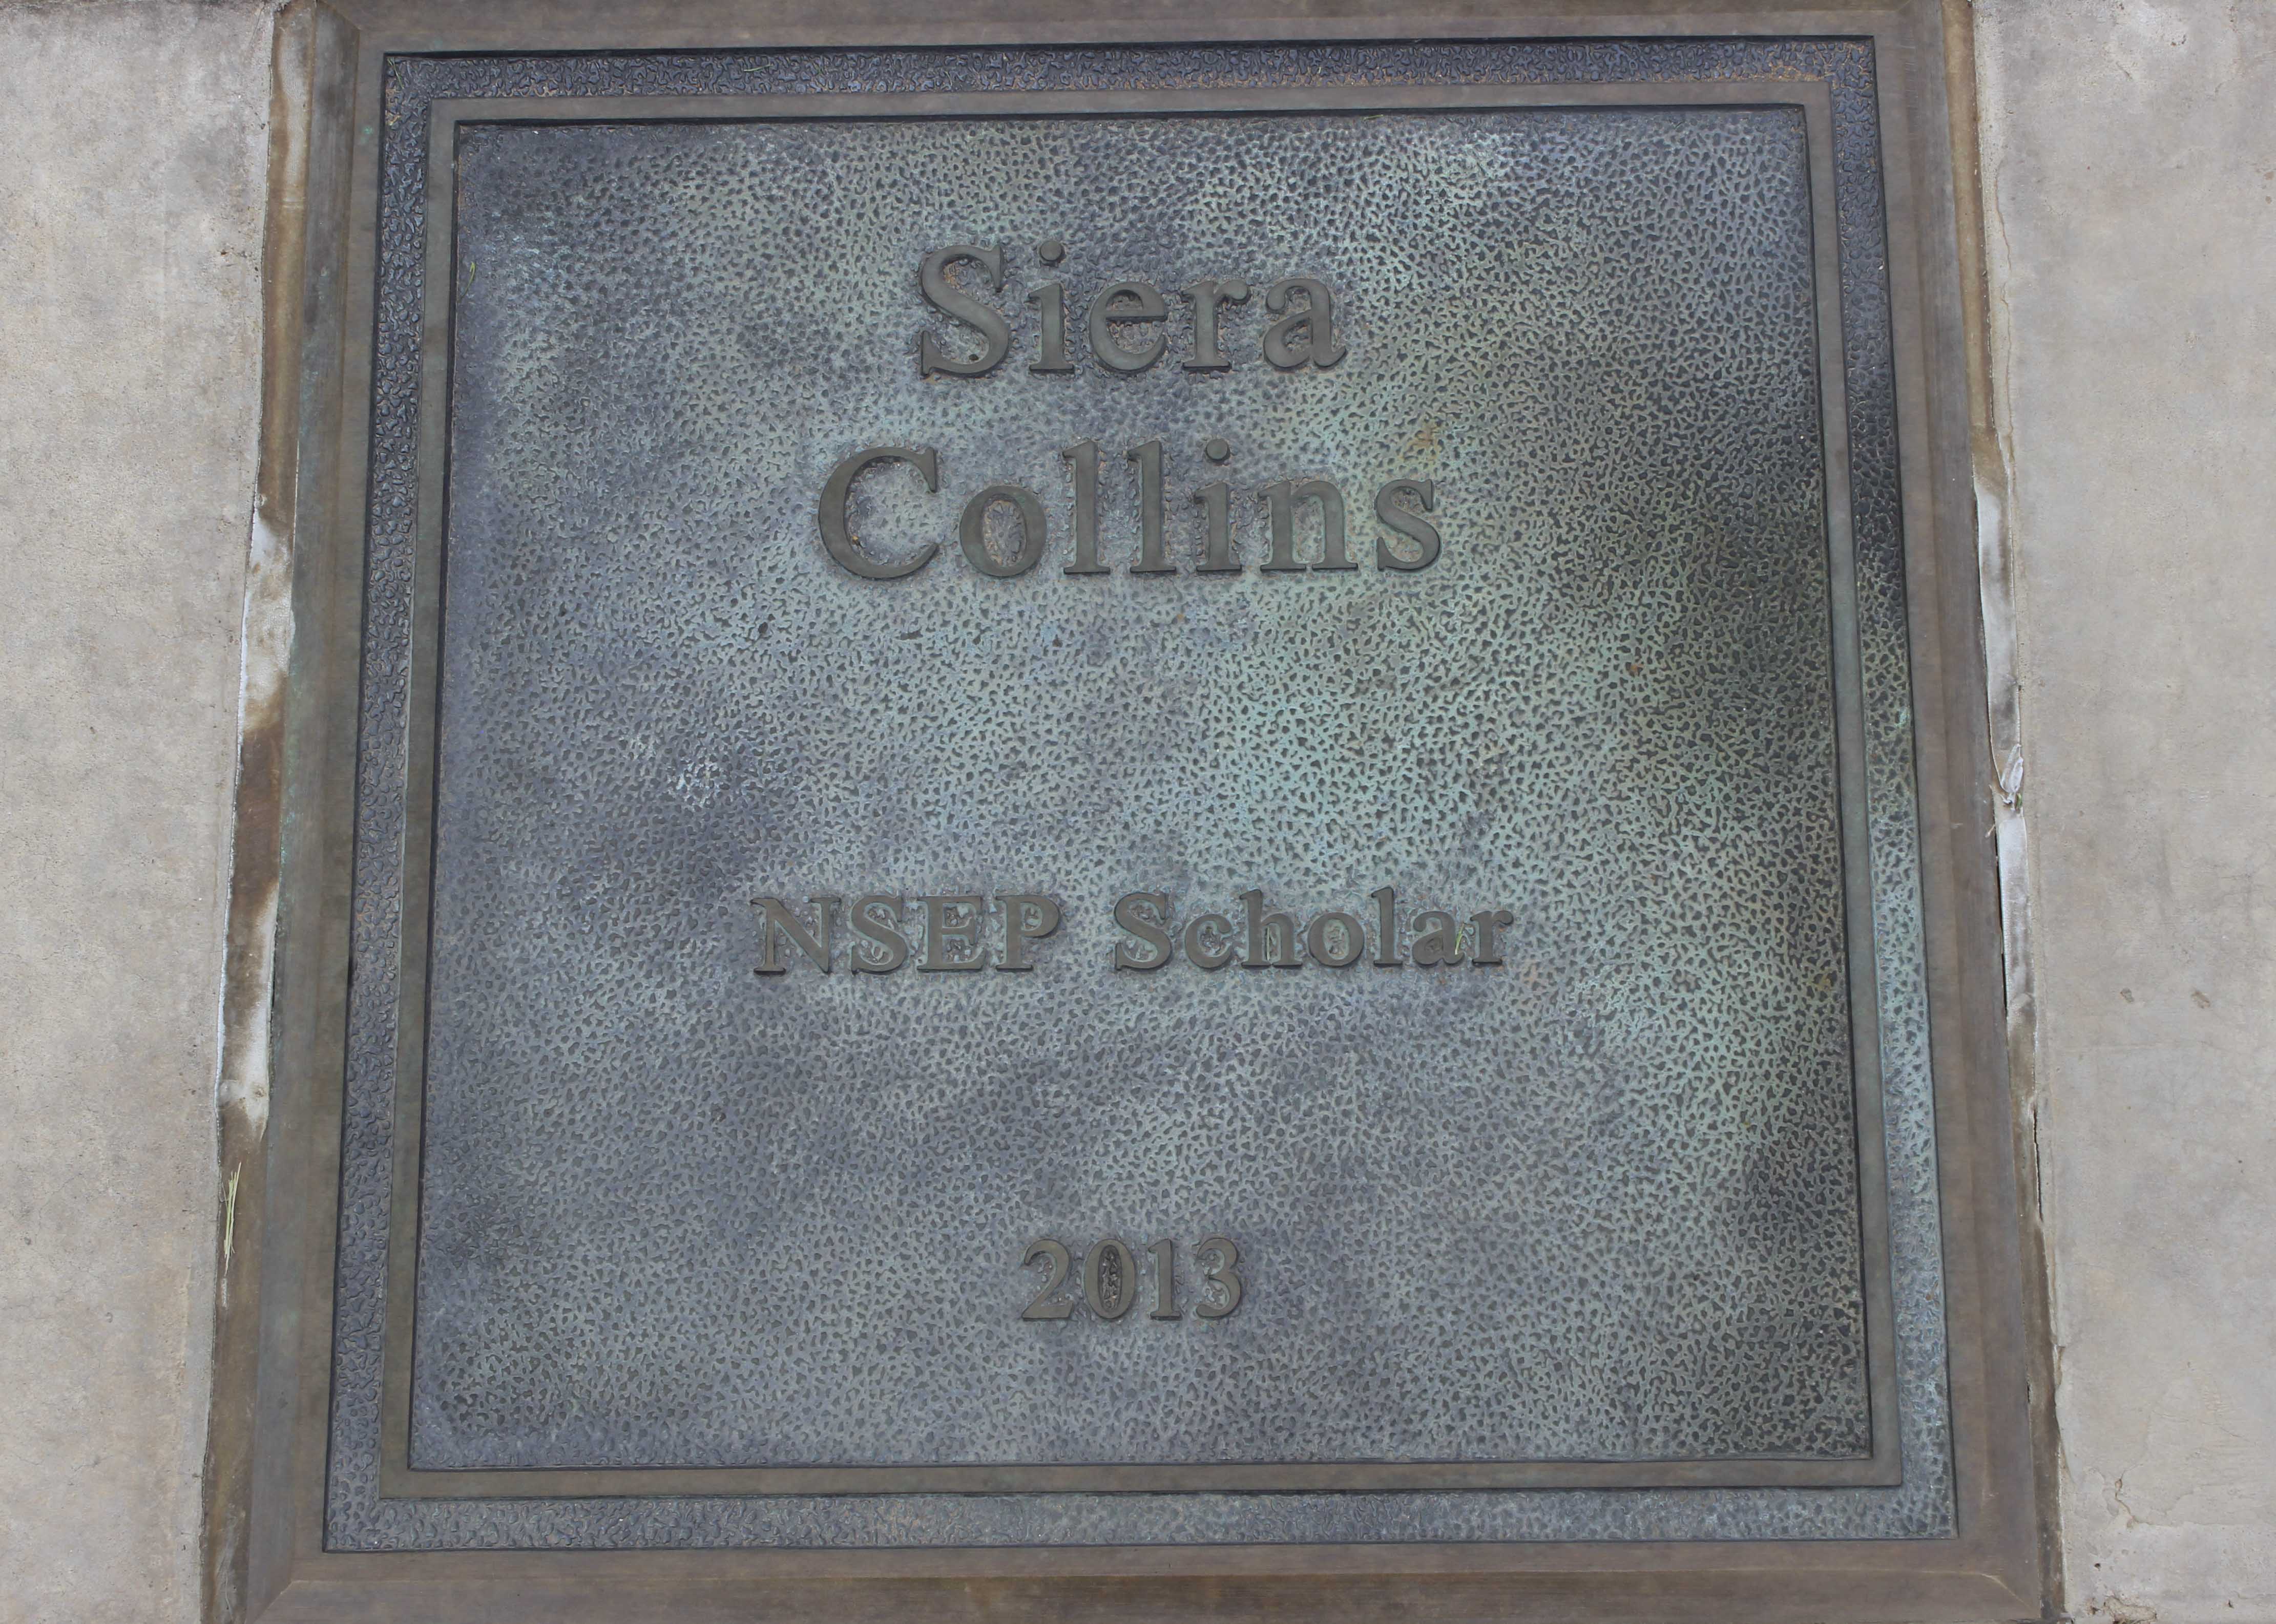 Siera
Collins
NSEP Scholar
2013